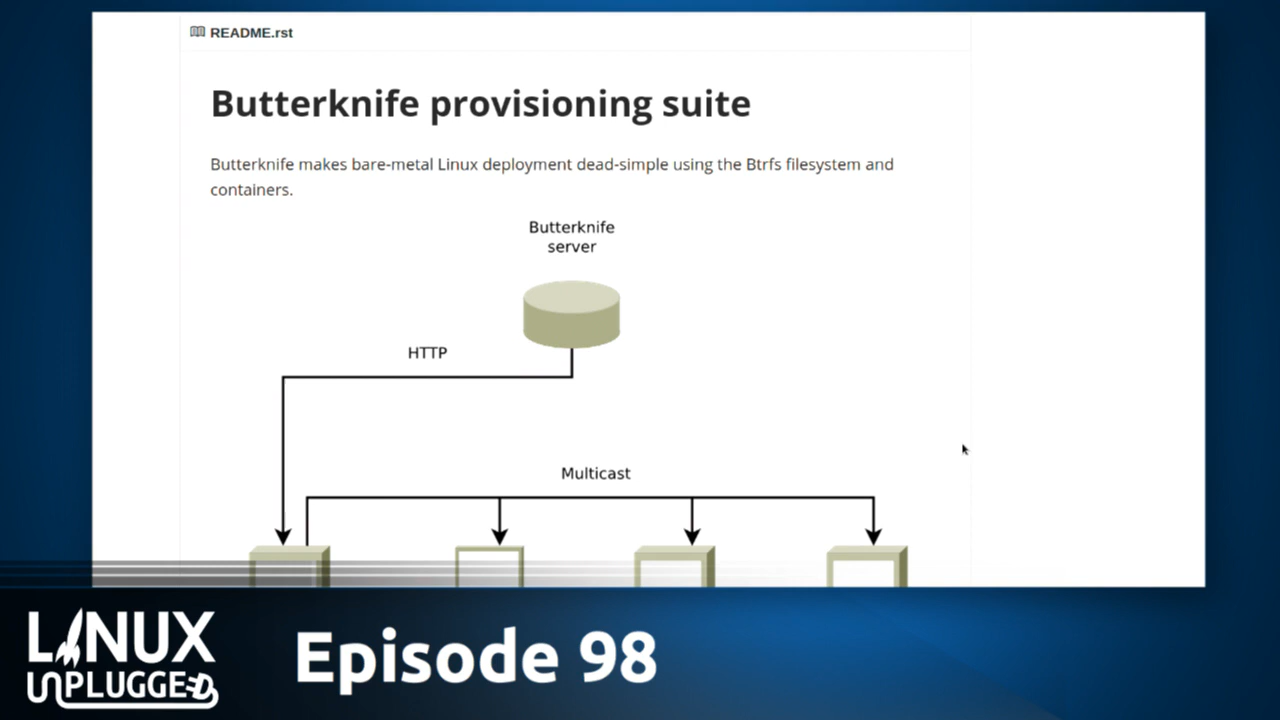 README.rst
Butterknife provisioning suite
Butterknife makes bare-metal Linux deployment dead-simple using the Btrfs filesystem and
containers.
Butterknife
server
HTTP
Multicast
LINUX
UNPLUGGED
Episode 98